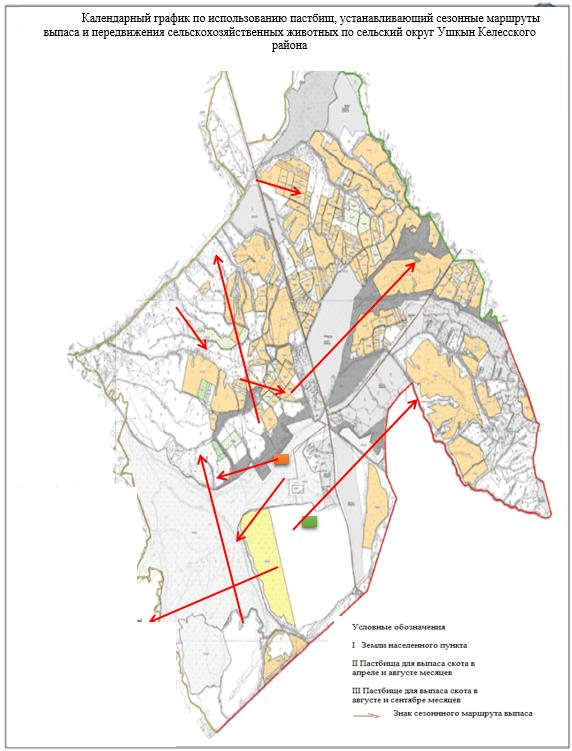 Календарный график по использованию пастбищ, устанавливающий сезонные маршруты
выпаса и передвижения сельскохозяйственных животных по сельский округ Ушкын Келесского
района
Условные обозначения
I Земли населенного пункта
II Пастбища для выпаса скота в
апреле и августе месяцев
III Пастбище для выпаса скота в
августе и сентябре месяцев
Знак сезоннного маршрута выпаса